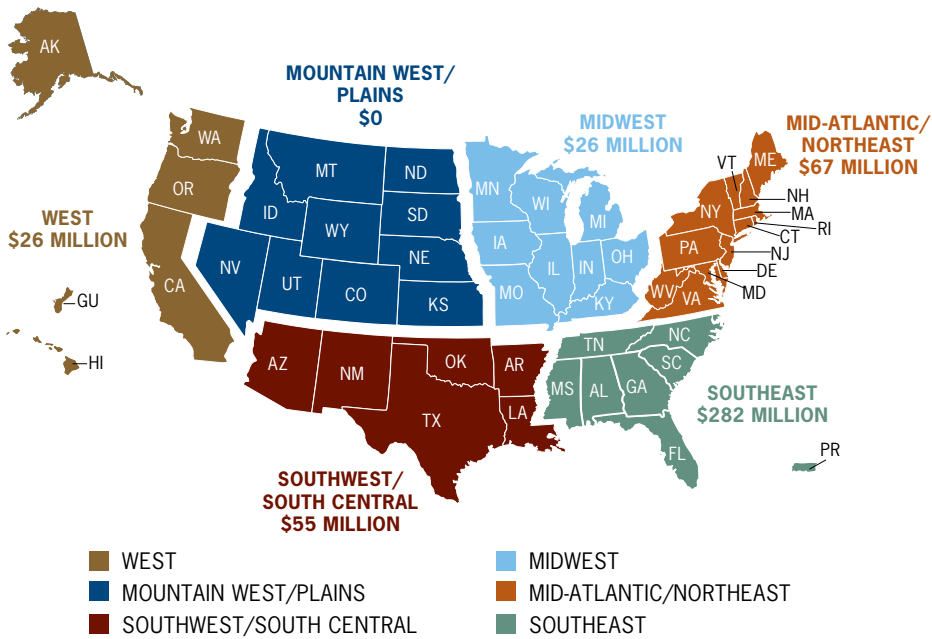 AK
MOUNTAIN WEST/
PLAINS
$0
MIDWEST
$26 MILLION
MID-ATLANTIC/
NORTHEAST
$67 MILLION
WEST
$26 MILLION
WA
OR
CA
GU
HI
MT
ND
ID
WY
SD
NE
NV
UT
CO
KS
MN
WI
MI
IA
IL
IN
OH
MO
KY
VT
ME
NH
MA
RI
CT
NY
NJ
PA
DE
MD
WV
VA
AZ
NM
OK
AR
TX
LA
TN
NC
SC
MS
AL
GA
FL
SOUTHEAST
$282 MILLION
PR
SOUTHWEST/
SOUTH CENTRAL
$55 MILLION
WEST
MOUNTAIN WEST/PLAINS
SOUTHWEST/SOUTH CENTRAL
MIDWEST
MID-ATLANTIC/NORTHEAST
SOUTHEAST